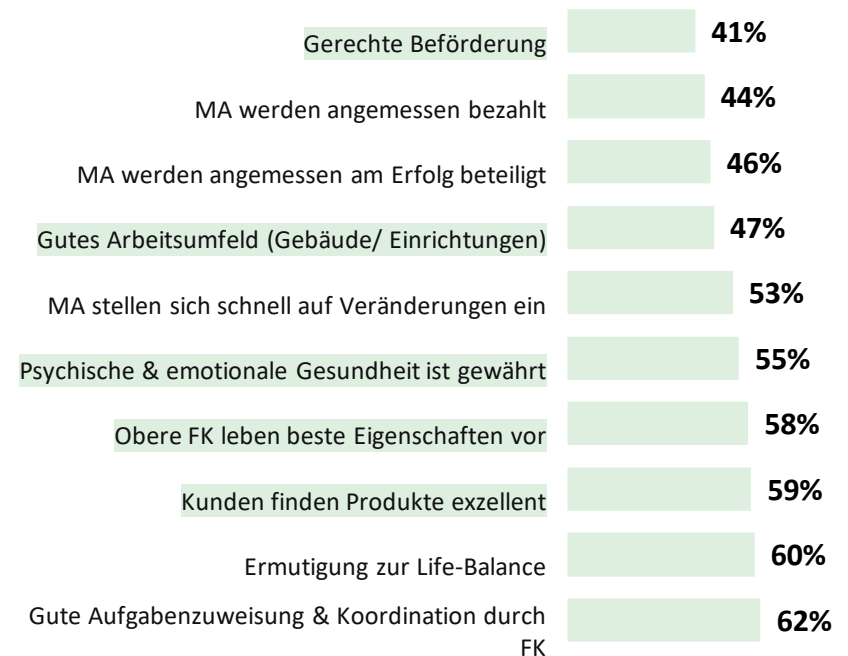 Gerechte Beförderung 41%
MA werden angemessen bezahlt 44%
MA werden angemessen am Erfolg beteiligt 46%
Gutes Arbeitsumfeld (Gebäude/ Einrichtungen) 47%
MA stellen sich schnell auf Veränderungen ein 53%
Psychische & emotionale Gesundheit ist gewährt 55%
Obere FK leben beste Eigenschaften vor 58%
Kunden finden Produkte exzellent 59%
Ermutigung zur Life-Balance 60%
Gute Aufgabenzuweisung & Koordination durch 62%
FK